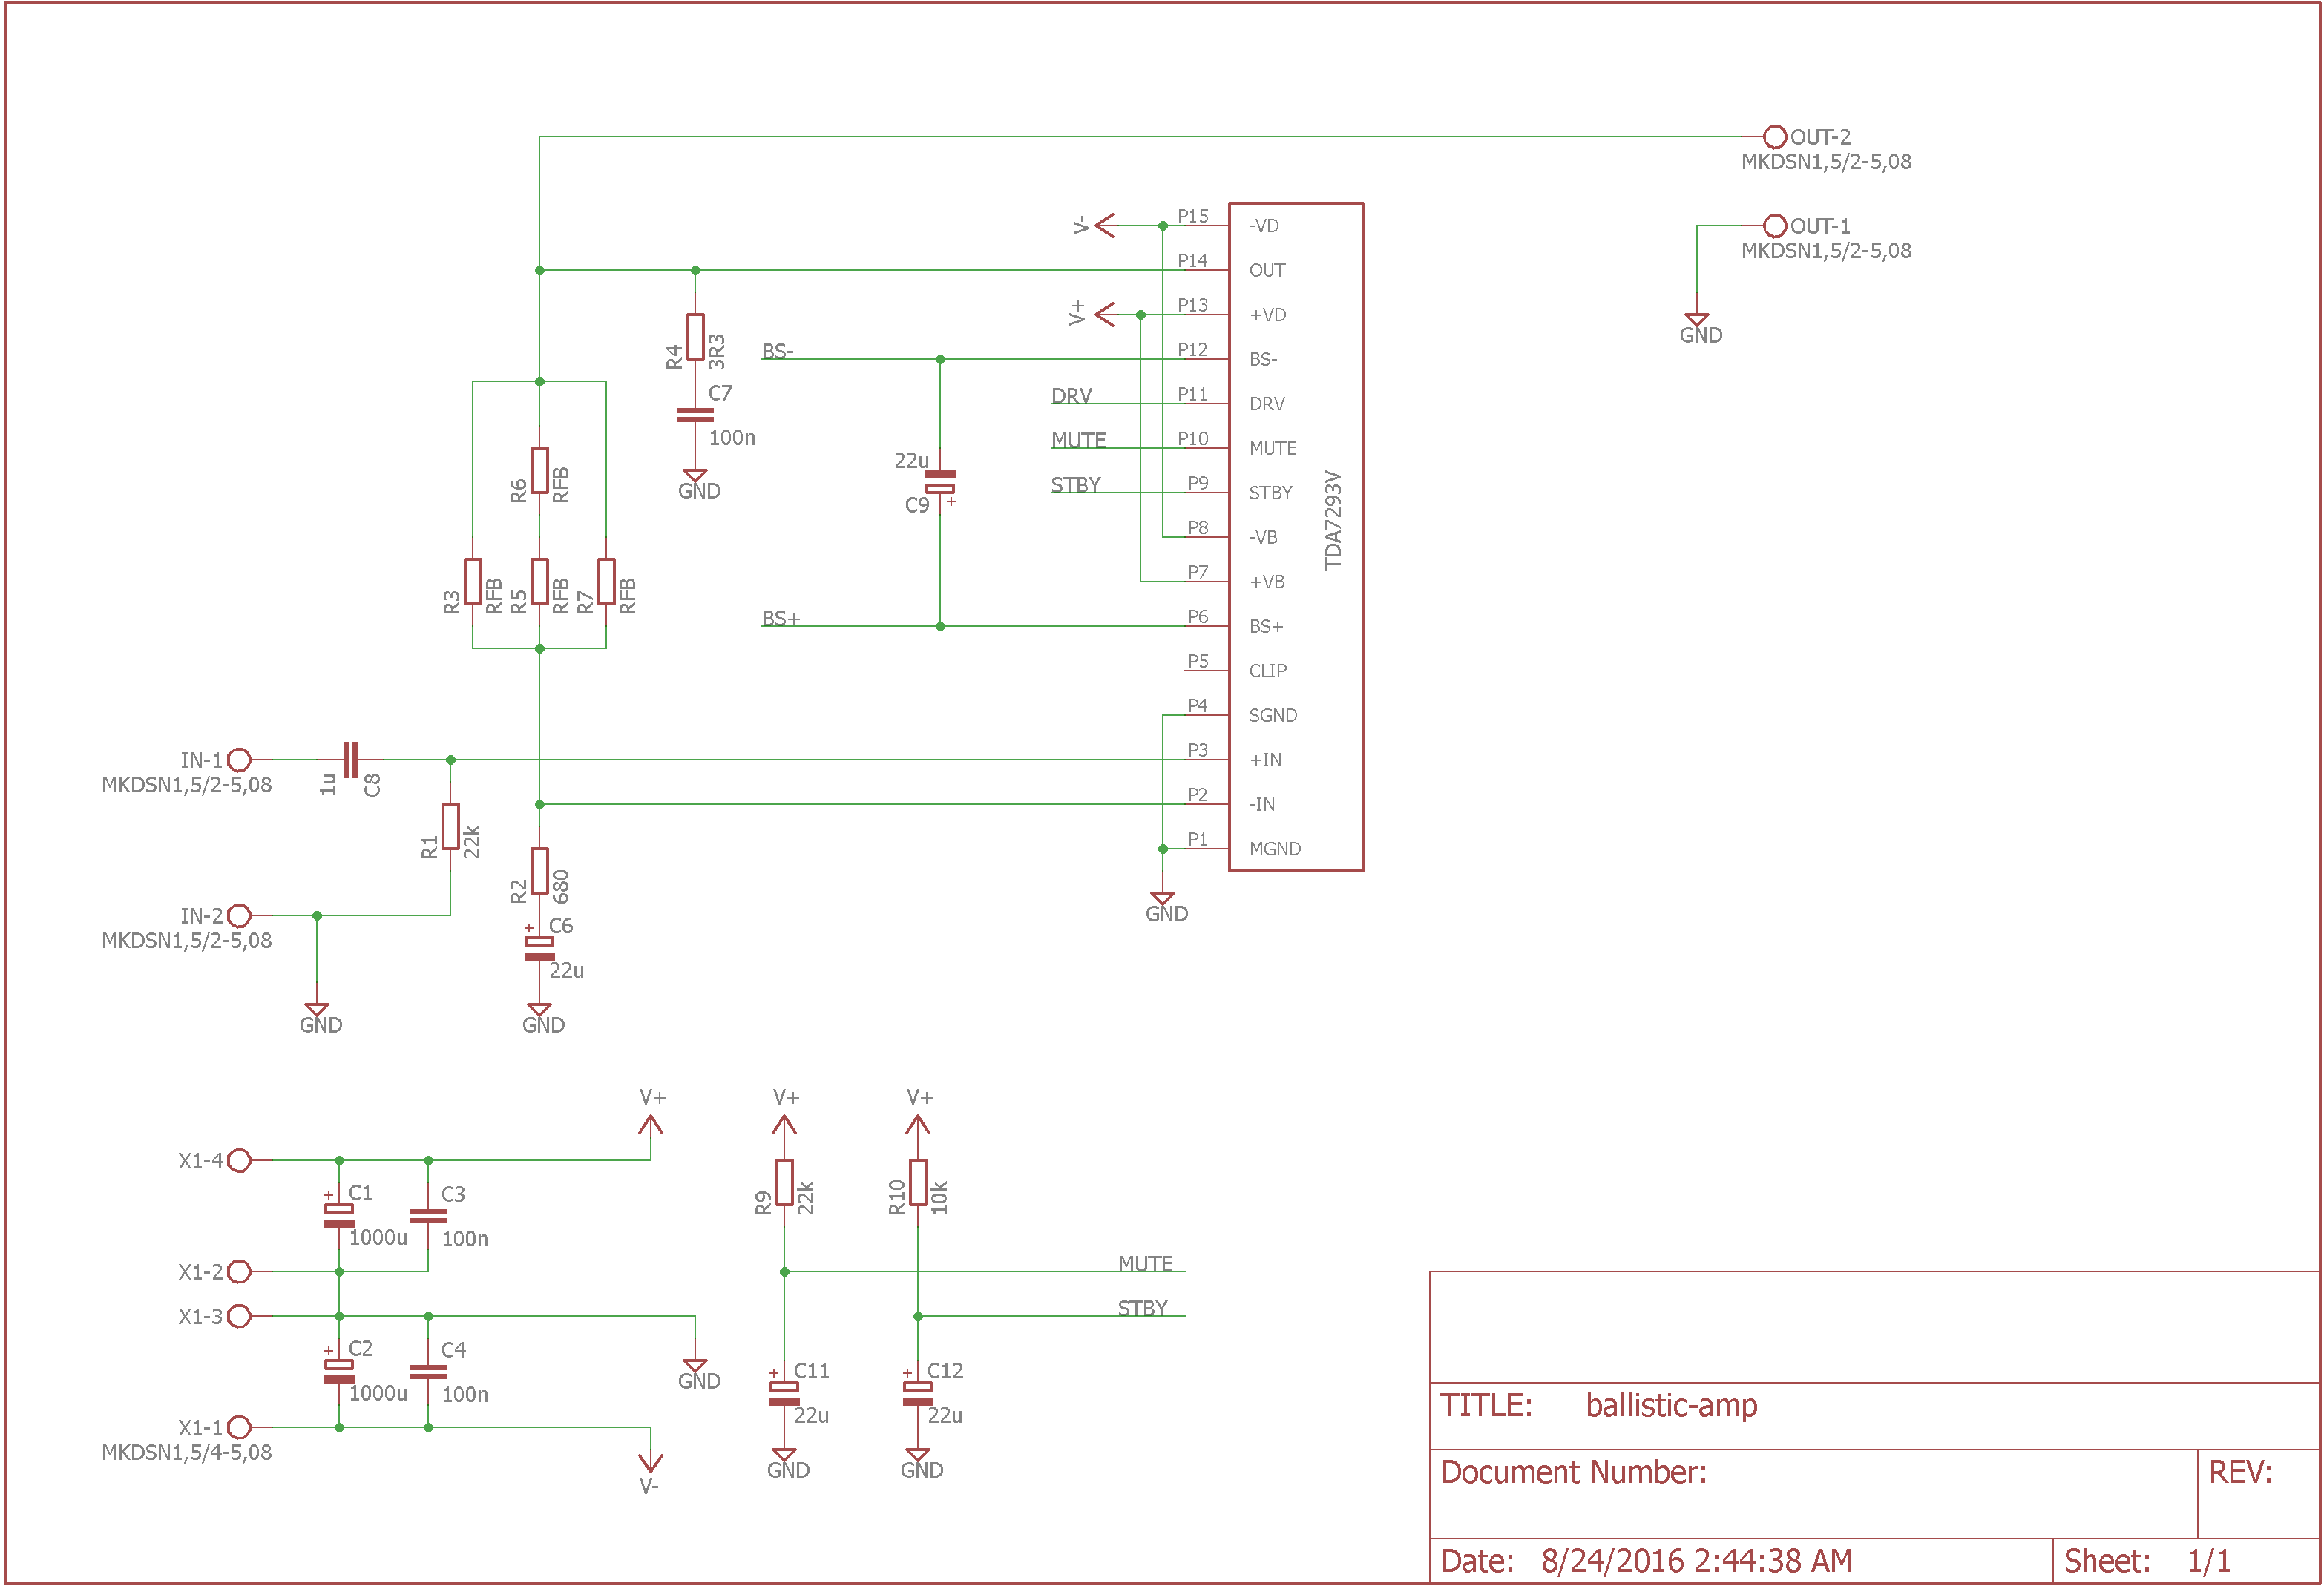 OUT-2
MKDSN1,5/2-5,08
OUT-1
MKDSN1,5/2-5,08
GND
V-
P15
-VD
P14
OUT
V+
P13
+VD
BS-
P12
BS-
DRV
P11
DRV
MUTE
P10
MUTE
STBY
P9
STBY
P8
-VB
P7
+VB
BS+
P6
BS+
P5
CLIP
P4
SGND
P3
+IN
P2
-IN
P1
MGND
TDA7293V
GND
R4
3R3
C7
100n
GND
22u
C9
+
R6
RFB
R3
RFB
R5
RFB
R7
RFB
IN-1
MKDSN1,5/2-5,08
1u
C8
R1
22k
IN-2
MKDSN1,5/2-5,08
GND
R2
680
+
C6
22u
GND
V+
X1-4
+
C1
1000u
C3
100n
X1-2
X1-3
+
C2
1000u
C4
100n
GND
X1-1
MKDSN1,5/4-5,08
V-
V+
R9
22k
V+
R10
10k
MUTE
STBY
+
C11
22u
GND
+
C12
22u
GND
TITLE: ballistic-amp
Document Number:
REV:
Date: 8/24/2016 2:44:38 AM
Sheet: 1/1